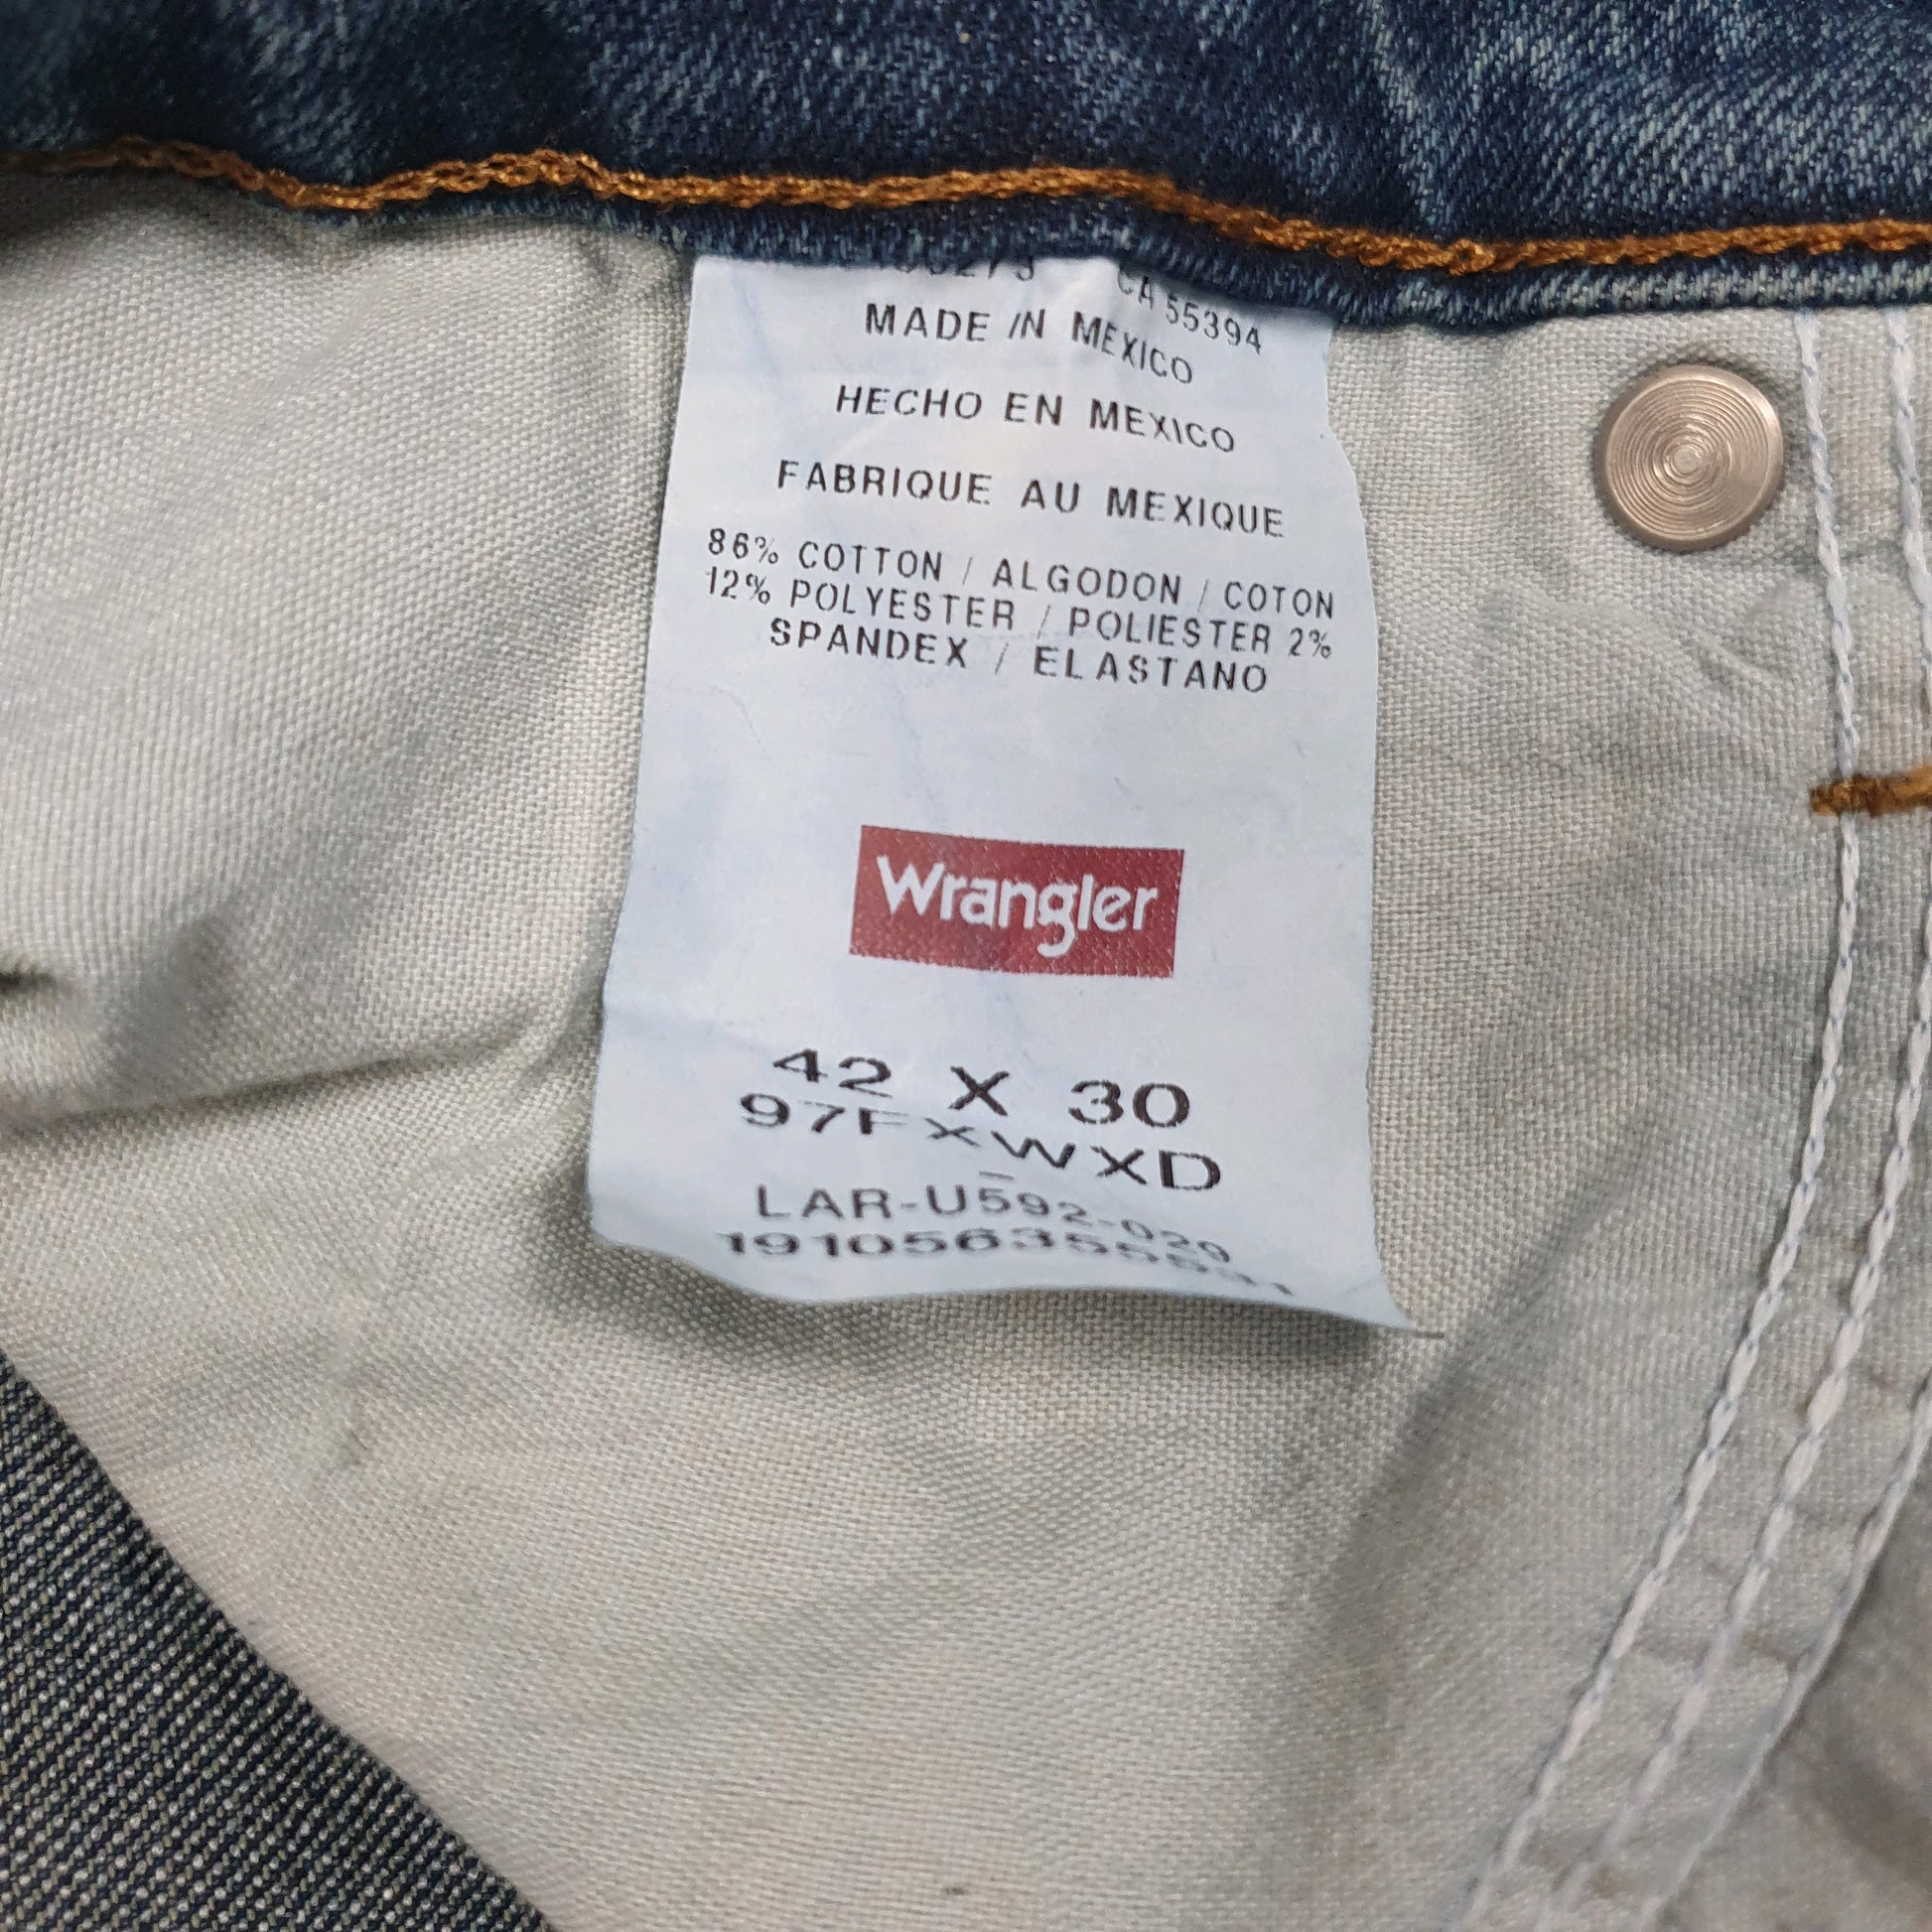 CA 55394
MADE IN MEXICO
HECHO EN MEXICO
FABRIQUE AU MEXIQUE
86% COTTON / ALGODON / COTON
12% POLYESTER / POLIESTER 2%
SPANDEX / ELASTANO
Wrangler
42 X 30
97FXWXD
LAR-U592-029